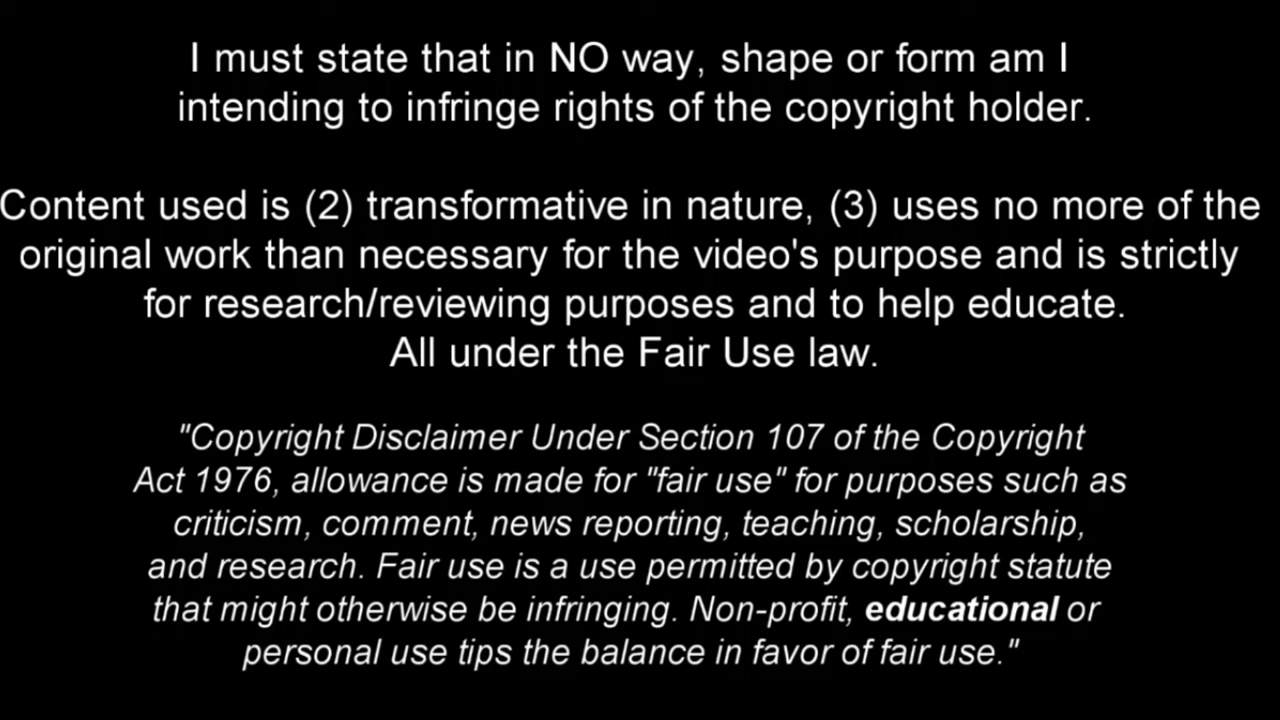 I must state that in NO way, shape or form am I
intending to infringe rights of the copyright holder.
Content used is (2) transformative in nature, (3) uses no more of the
original work than necessary for the video's purpose and is strictly
for research/reviewing purposes and to help educate.
All under the Fair Use law.
"Copyright Disclaimer Under Section 107 of the Copyright
Act 1976, allowance is made for "fair use" for purposes such as
criticism, comment, news reporting, teaching, scholarship,
and research. Fair use is a use permitted by copyright statute
that might otherwise be infringing. Non-profit, educational or
personal use tips the balance in favor of fair use."